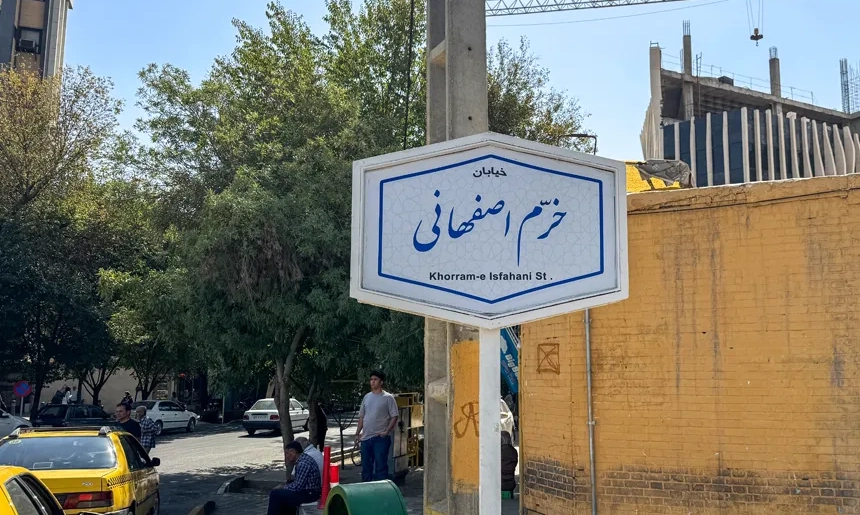 خیابان
خرّم اصفهانی
Khorram-e Isfahani St .